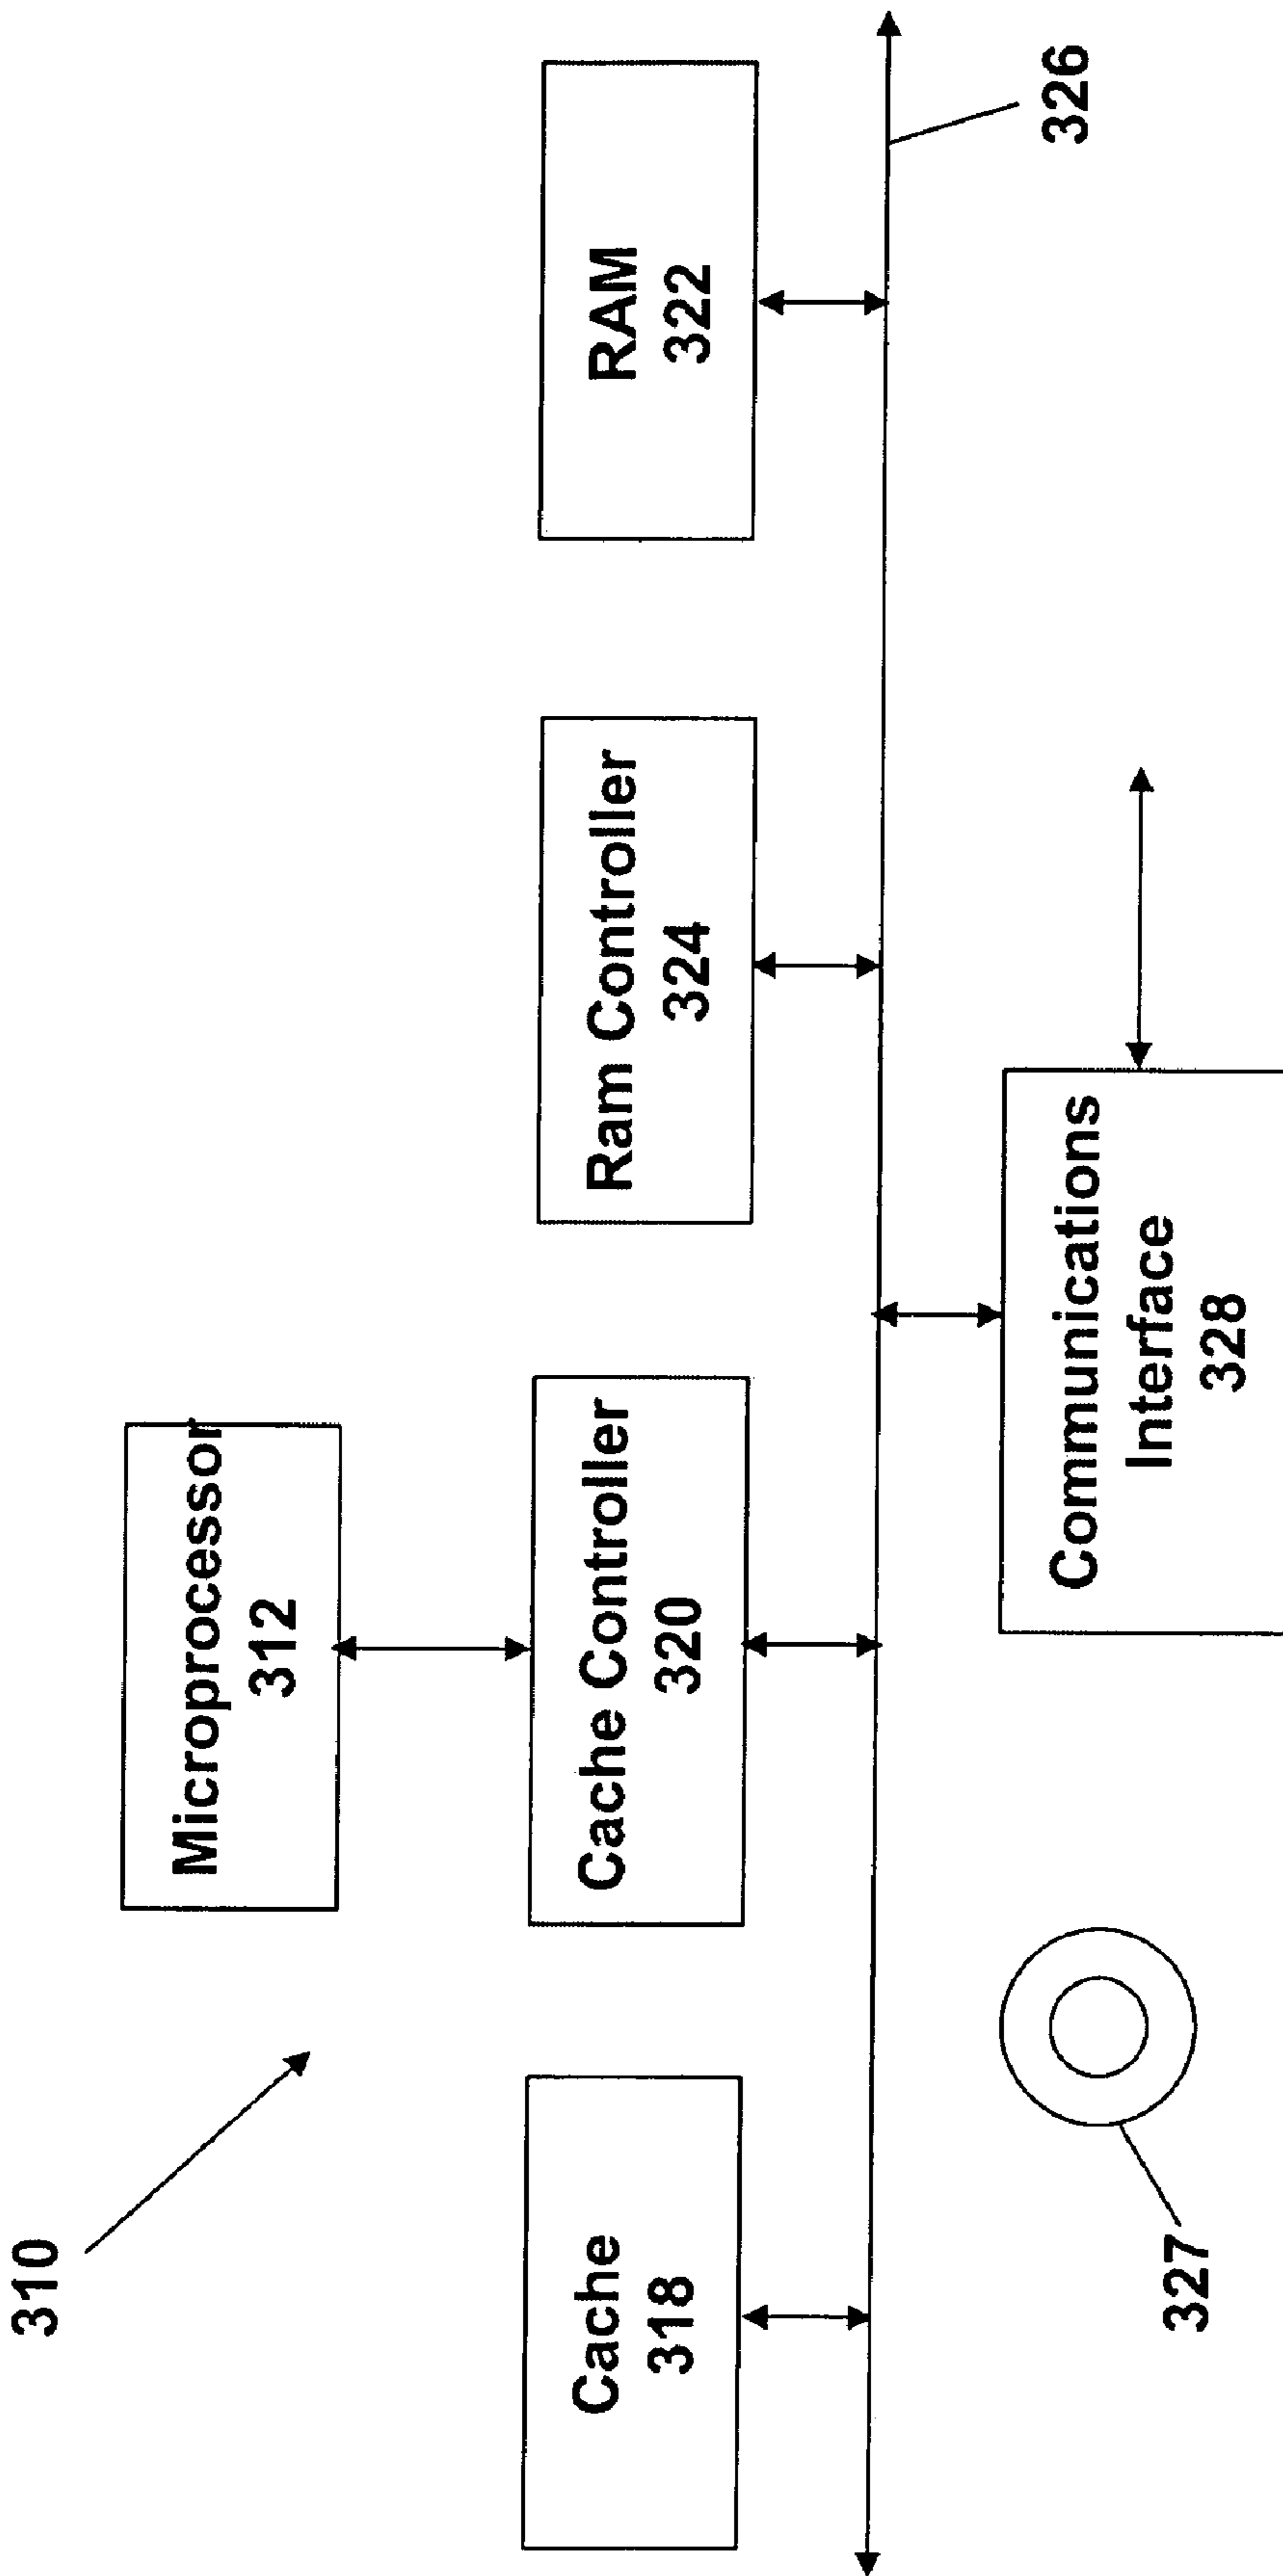 310
Microprocessor
312
Cache
318
Cache Controller
320
Ram Controller
324
RAM
322
326
327
Communications
Interface
328